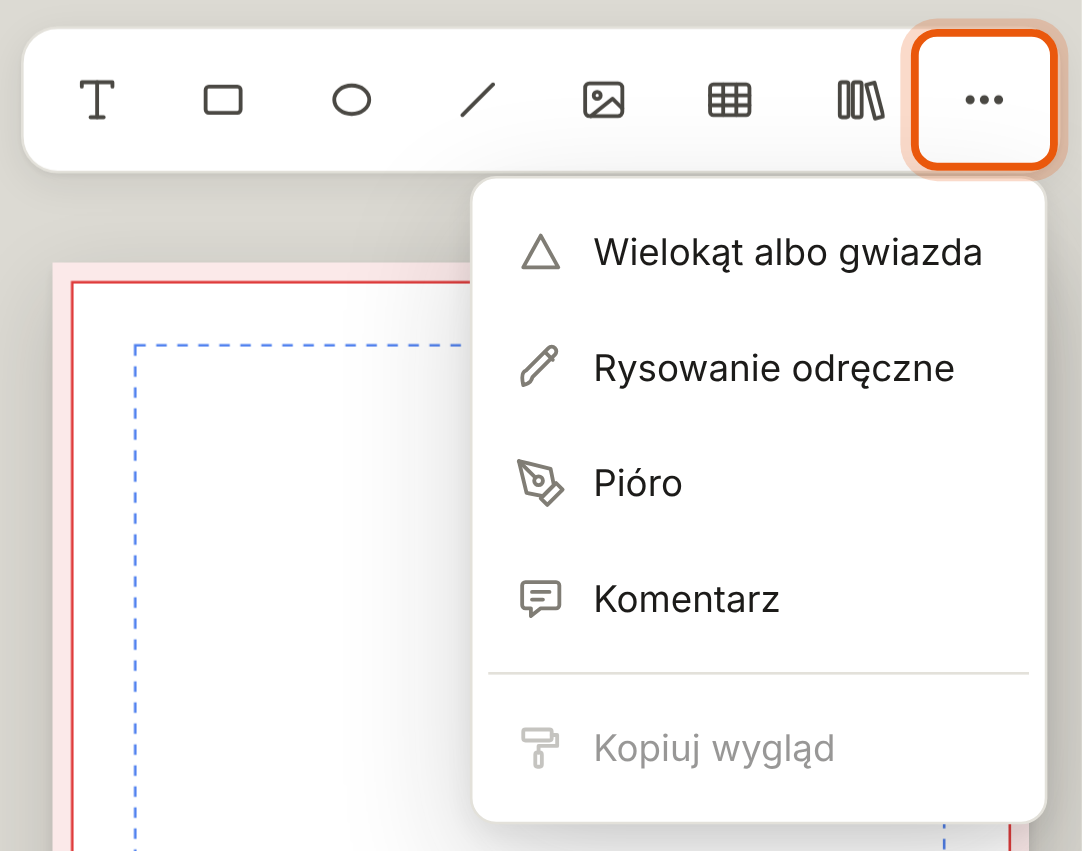 Wielokąt albo gwiazda
Rysowanie odręczne
Pióro
Komentarz
Kopiuj wygląd